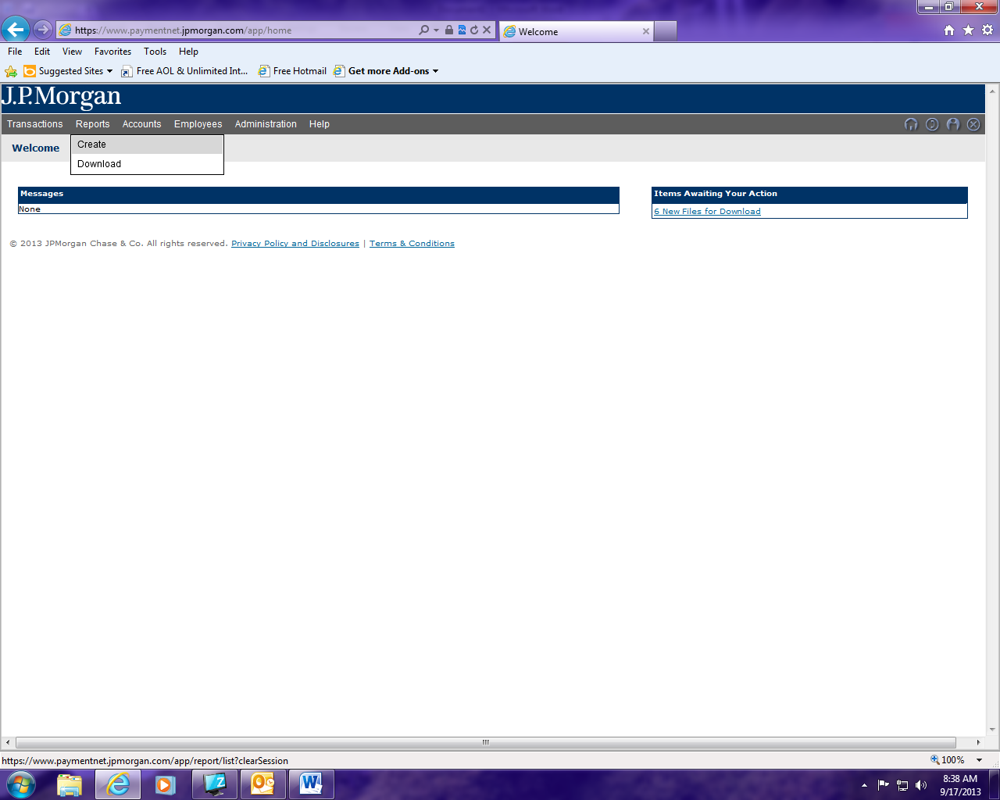 https://www.paymentnet.jpmorgan.com/app/home
Welcome
File Edit View Favorites Tools Help
Suggested Sites Free AOL & Unlimited Int... Free Hotmail Get more Add-ons
J.P.Morgan
Transactions Reports Accounts Employees Administration Help
Welcome
Create
Download
Messages
None
Items Awaiting Your Action
6 New Files for Download
© 2013 JPMorgan Chase & Co. All rights reserved. Privacy Policy and Disclosures | Terms & Conditions
https://www.paymentnet.jpmorgan.com/app/report/list?clearSession
100%
8:38 AM
9/17/2013